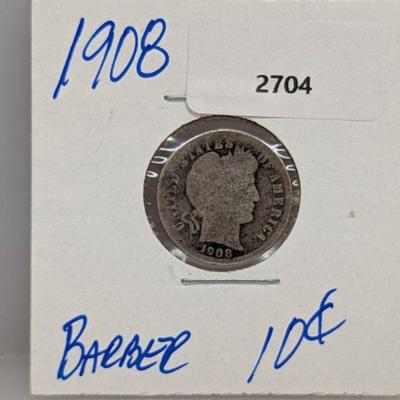 1908
2704
UNITED STATES OF AMERICA
1908
BARBER 10¢